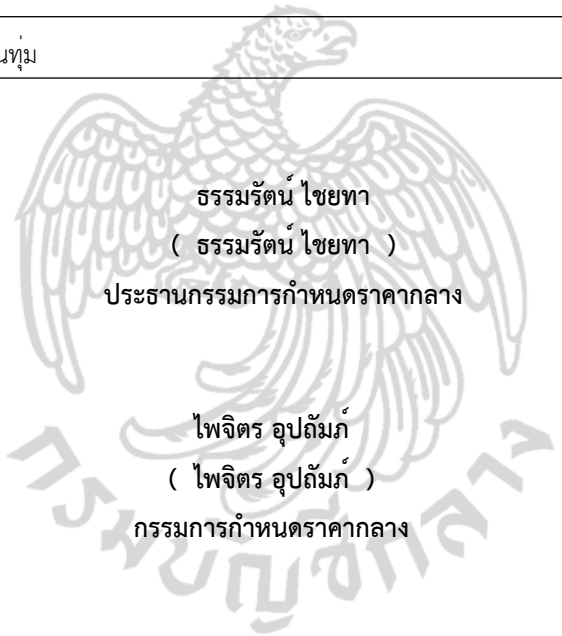 นทุ่ม
ธรรมรัตน์ ไชยทา
( ธรรมรัตน์ ไชยทา )
ประธานกรรมการกำหนดราคากลาง
ไพจิตร อุปถัมภ์
( ไพจิตร อุปถัมภ์ )
กรรมการกำหนดราคากลาง
กรมบัญชีกลาง